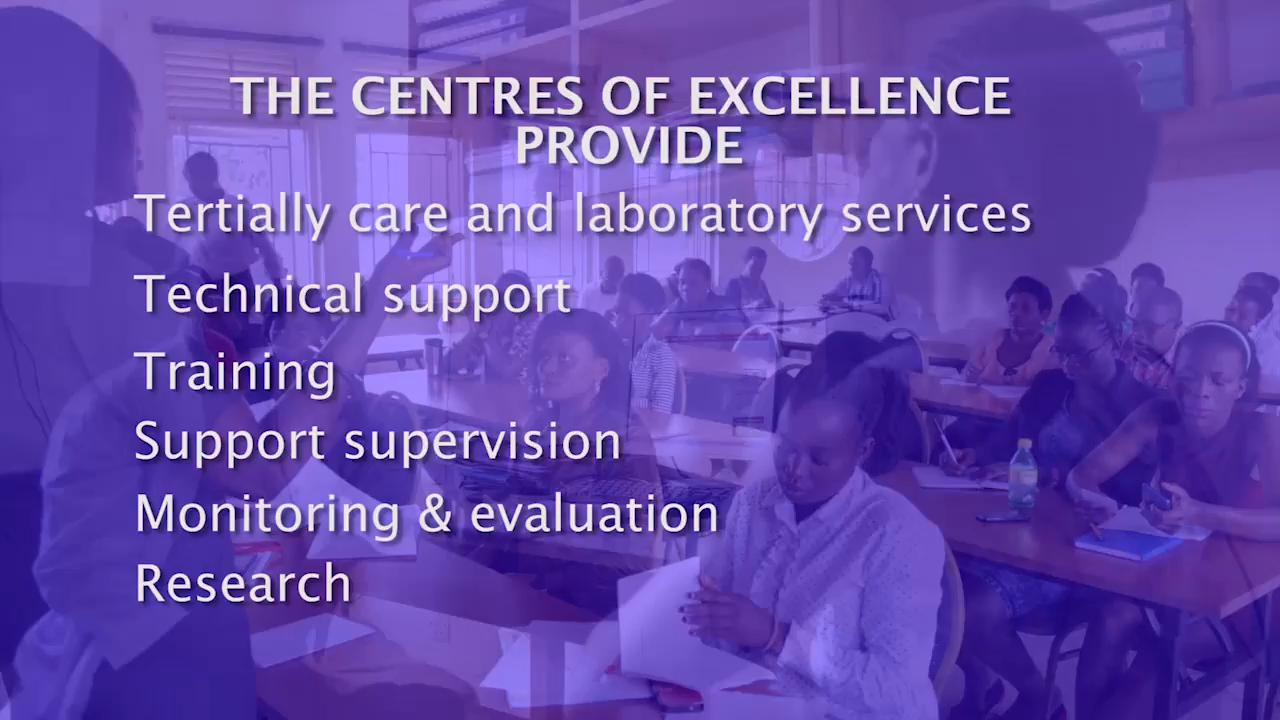 THE CENTRES OF EXCELLENCE
PROVIDE
Tertially care and laboratory services
Technical support
Training
Support supervision
Monitoring & evaluation
Research